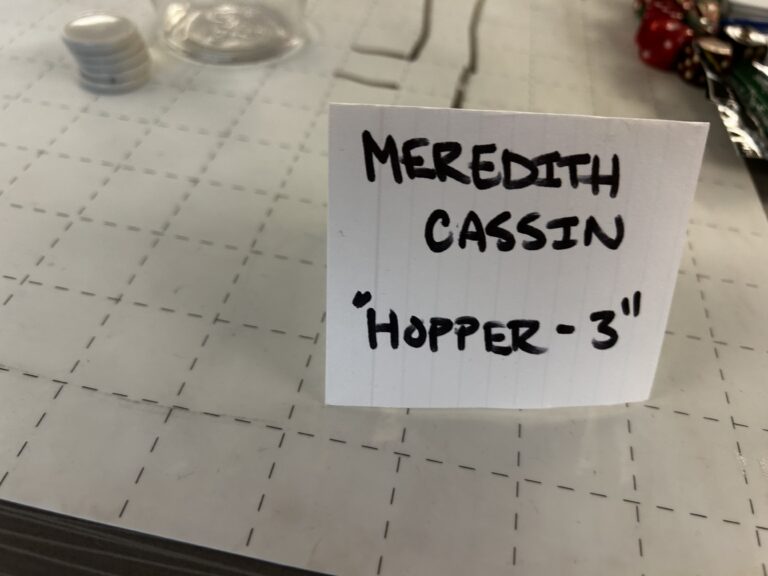 MEREDITH
CASSIN
"HOPPER-3"